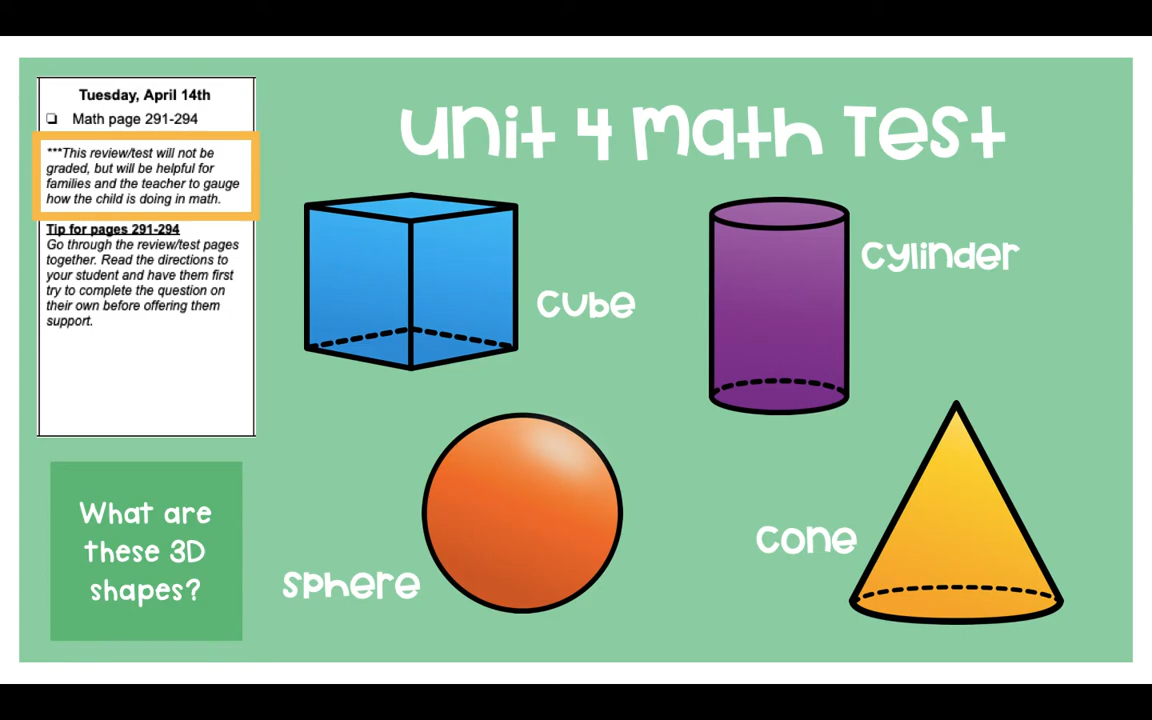 Tuesday, April 14th
❏ Math page 291-294
***This review/test will not be
graded, but will be helpful for
families and the teacher to gauge
how the child is doing in math.
Tip for pages 291-294
Go through the review/test pages
together. Read the directions to
your student and have them first
try to complete the question on
their own before offering them
support.
What are
these 3D
shapes?
Unit 4 Math Test
cube
cylinder
sphere
cone